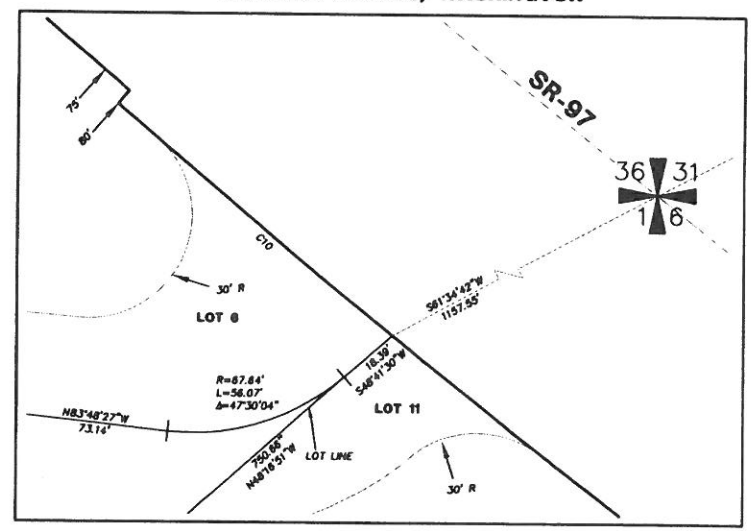 SR-97
36 31
1 6
75'
80'
C10
30' R
LOT 6
S61°34'42"W
1157.55'
18.39'
S48°41'30"W
R=67.64'
L=56.07'
Δ=47°30'04"
LOT 11
N83°48'27"W
73.14'
750.66'
N48°18'51"W
LOT LINE
30' R